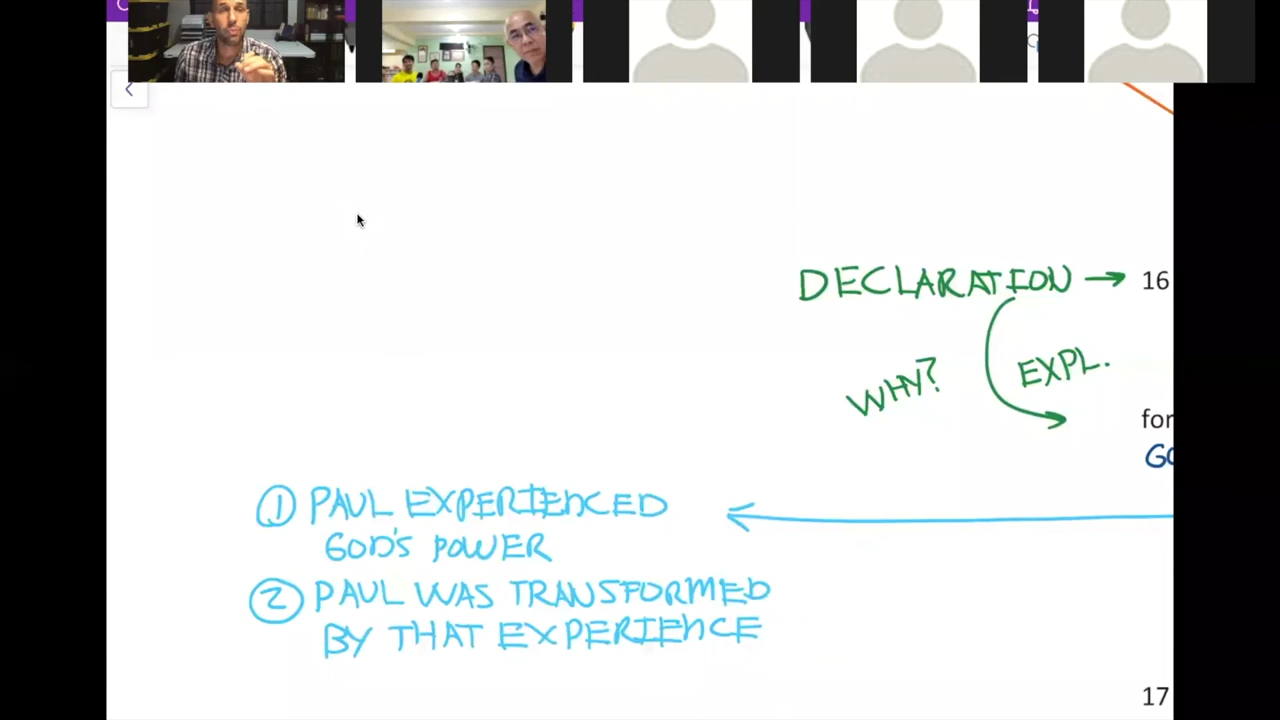 DECLARATION → 16
WHY?
EXPL.
for
① PAUL EXPERIENCED
GOD'S POWER
② PAUL WAS TRANSFORMED
BY THAT EXPERIENCE
17